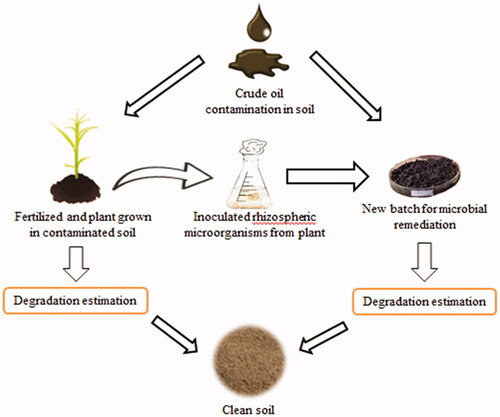 Crude oil
contamination in soil
Fertilized and plant grown
in contaminated soil
Inoculated rhizospheric
microorganisms from plant
New batch for microbial
remediation
Degradation estimation
Degradation estimation
Clean soil